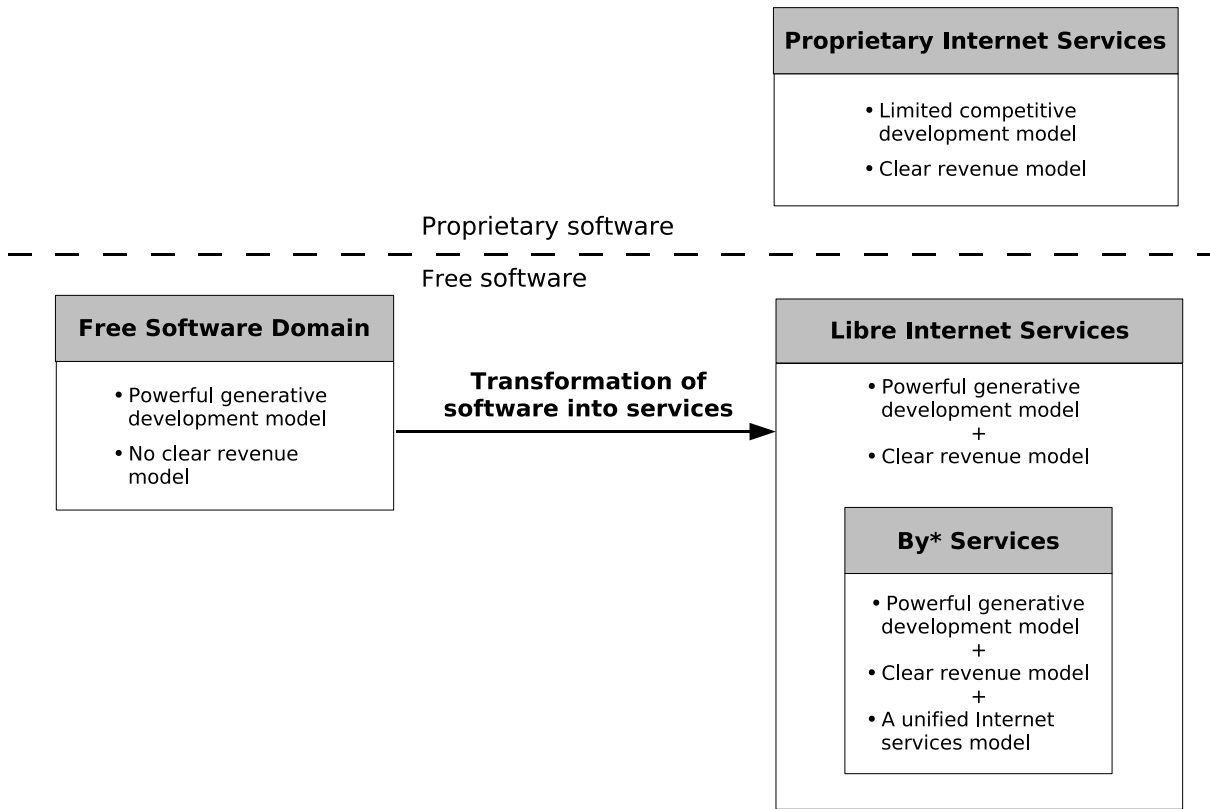 Proprietary Internet Services
• Limited competitive
development model
• Clear revenue model
Proprietary software
Free software
Free Software Domain
• Powerful generative
development model
• No clear revenue
model
Transformation of
software into services
Libre Internet Services
• Powerful generative
development model
+
• Clear revenue model
By* Services
• Powerful generative
development model
+
• Clear revenue model
+
• A unified Internet
services model